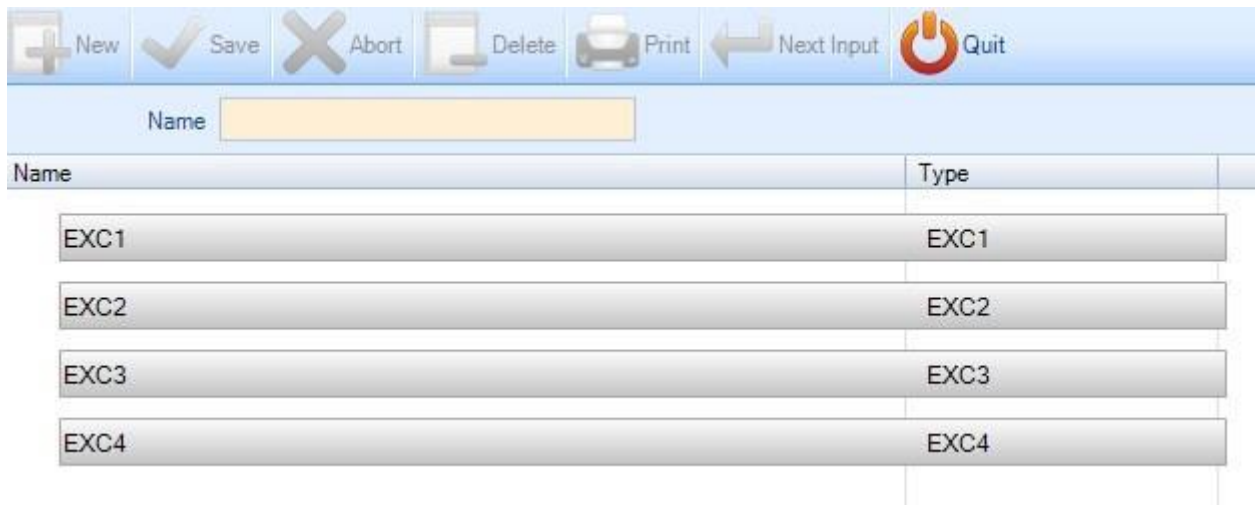 New Save Abort Delete Print Next Input Quit
Name
Name Type
EXC1 EXC1
EXC2 EXC2
EXC3 EXC3
EXC4 EXC4